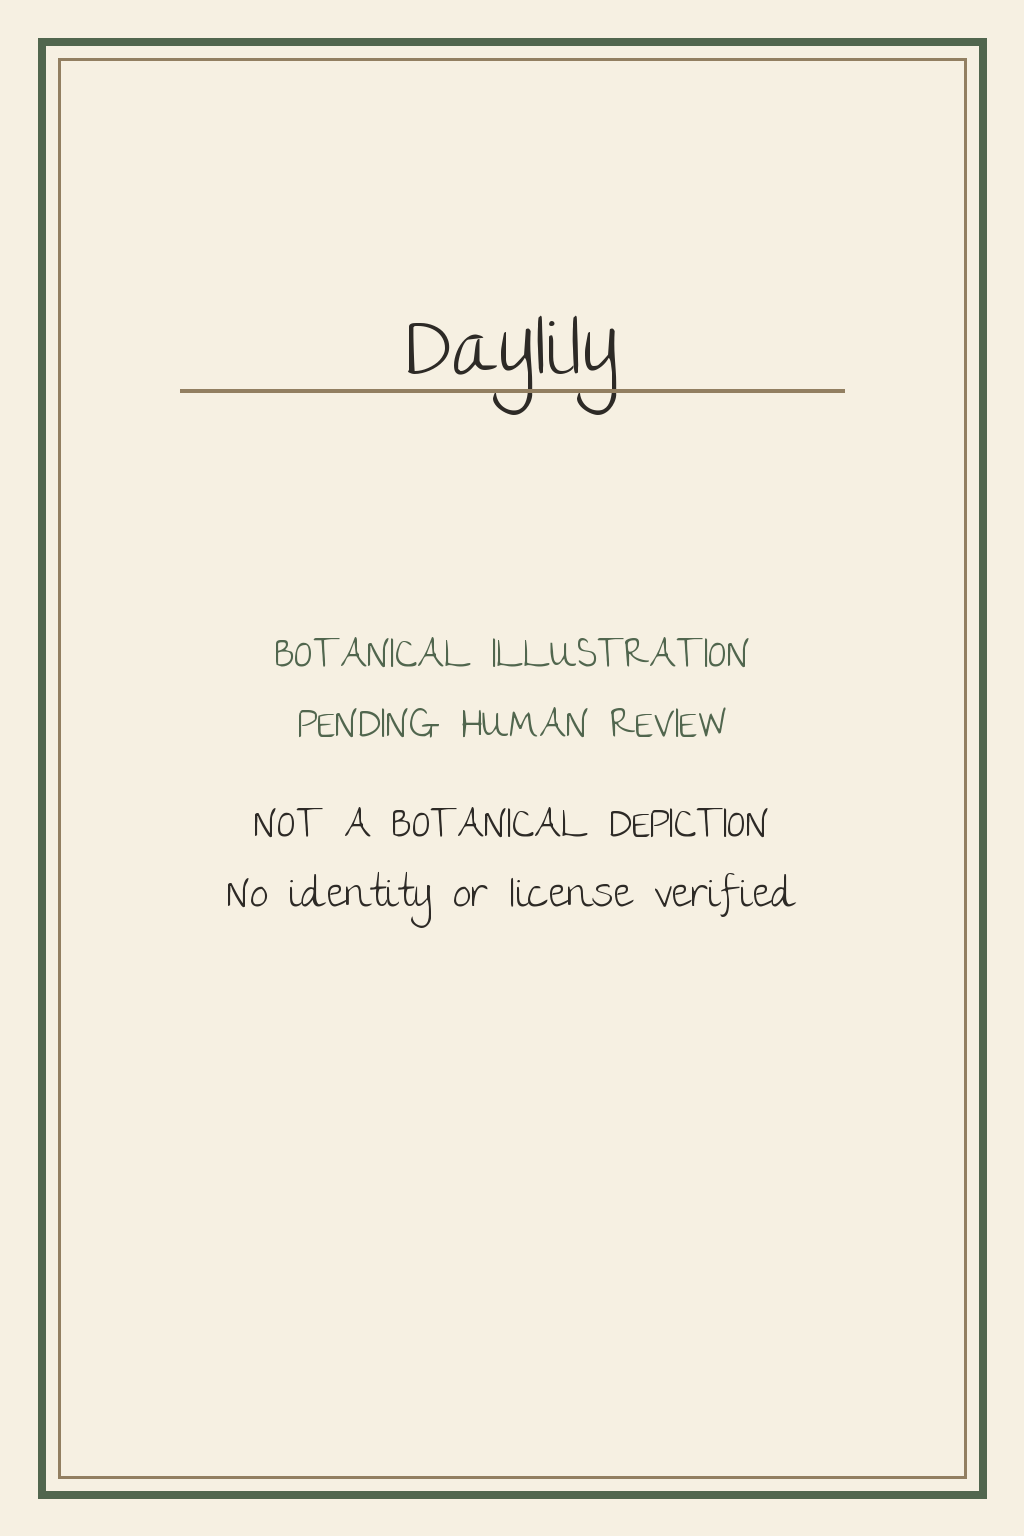 Daylily
BOTANICAL ILLUSTRATION
PENDING HUMAN REVIEW
NOT A BOTANICAL DEPICTION
No identity or license verified